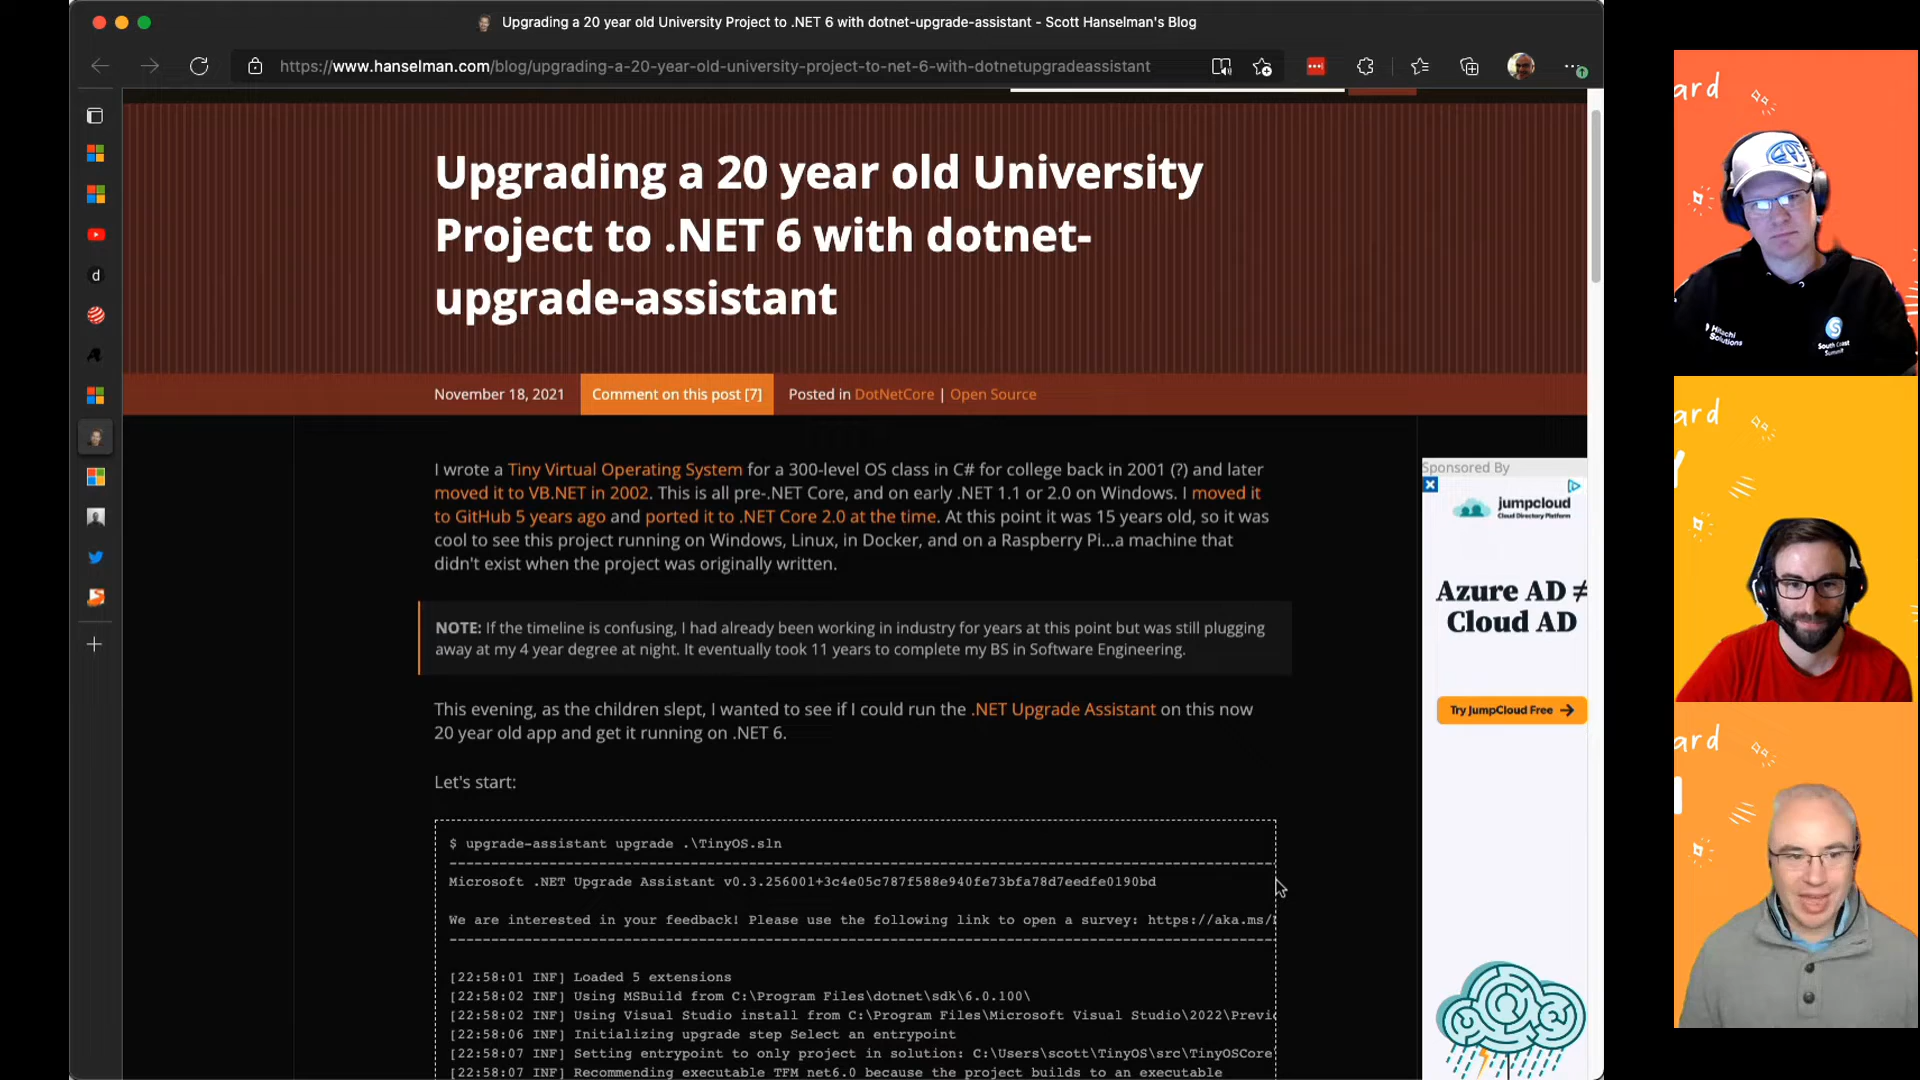 Upgrading a 20 year old University Project to .NET 6 with dotnet-upgrade-assistant - Scott Hanselman's Blog
https://www.hanselman.com/blog/upgrading-a-20-year-old-university-project-to-net-6-with-dotnetupgradeassistant
Upgrading a 20 year old University
Project to .NET 6 with dotnet-
upgrade-assistant
November 18, 2021
Comment on this post [7]
Posted in DotNetCore | Open Source
I wrote a Tiny Virtual Operating System for a 300-level OS class in C# for college back in 2001 (?) and later
moved it to VB.NET in 2002. This is all pre-.NET Core, and on early .NET 1.1 or 2.0 on Windows. I moved it
to GitHub 5 years ago and ported it to .NET Core 2.0 at the time. At this point it was 15 years old, so it was
cool to see this project running on Windows, Linux, in Docker, and on a Raspberry Pi...a machine that
didn't exist when the project was originally written.
NOTE: If the timeline is confusing, I had already been working in industry for years at this point but was still plugging
away at my 4 year degree at night. It eventually took 11 years to complete my BS in Software Engineering.
This evening, as the children slept, I wanted to see if I could run the .NET Upgrade Assistant on this now
20 year old app and get it running on .NET 6.
Let's start:
$ upgrade-assistant upgrade .\TinyOS.sln
--------------------------------------------------------------------------------
Microsoft .NET Upgrade Assistant v0.3.256001+3c4e05c787f588e940fe73bfa78d7eedfe0190bd
We are interested in your feedback! Please use the following link to open a survey: https://aka.ms/
--------------------------------------------------------------------------------
[22:58:01 INF] Loaded 5 extensions
[22:58:02 INF] Using MSBuild from C:\Program Files\dotnet\sdk\6.0.100\
[22:58:02 INF] Using Visual Studio install from C:\Program Files\Microsoft Visual Studio\2022\Previ
[22:58:06 INF] Initializing upgrade step Select an entrypoint
[22:58:07 INF] Setting entrypoint to only project in solution: C:\Users\scott\TinyOS\src\TinyOSCore
[22:58:07 INF] Recommending executable TFM net6.0 because the project builds to an executable
Sponsored By
jumpcloud
Cloud Directory Platform
Azure AD ≠
Cloud AD
Try JumpCloud Free
ard
Hitachi
Solutions
South Coast
Summit
ard
Y
ard